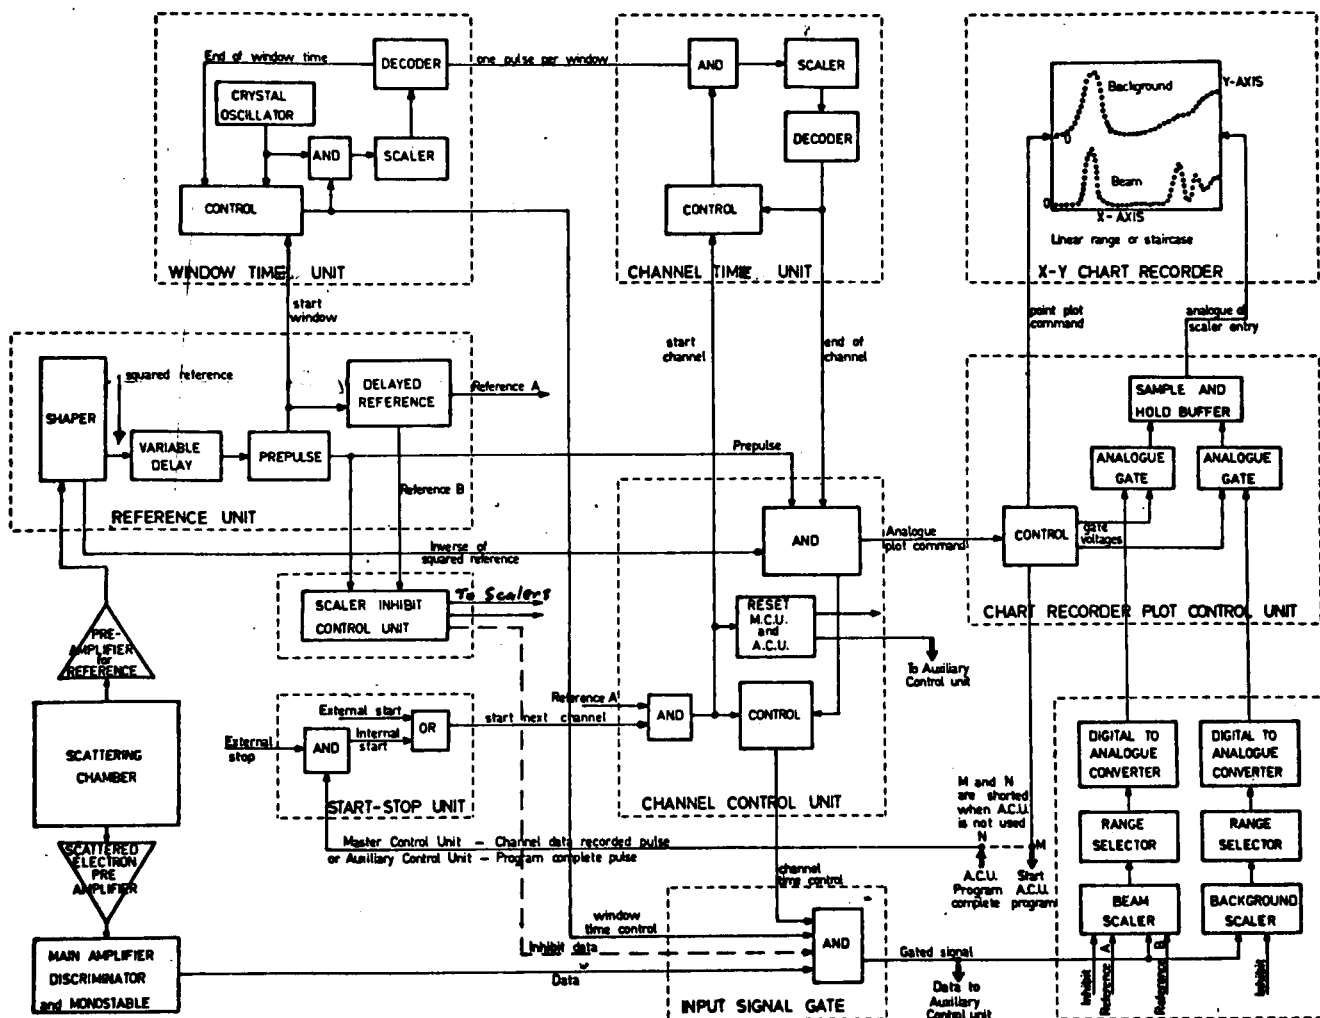 End of window time
DECODER
one pulse per window
AND
SCALER
CRYSTAL
OSCILLATOR
AND
SCALER
DECODER
CONTROL
CONTROL
WINDOW TIME UNIT
CHANNEL TIME UNIT
Background
Y-AXIS
0
Beam
0
X-AXIS
Linear range or staircase
X-Y CHART RECORDER
start
window
start
channel
end of
channel
point plot
command
analogue of
scaler entry
squared reference
SHAPER
VARIABLE
DELAY
PREPULSE
DELAYED
REFERENCE
Reference A
Reference B
REFERENCE UNIT
Prepulse
Inverse of
squared reference
AND
Analogue
plot command
SAMPLE AND
HOLD BUFFER
ANALOGUE
GATE
ANALOGUE
GATE
CONTROL
gate
voltages
CHART RECORDER PLOT CONTROL UNIT
SCALER INHIBIT
CONTROL UNIT
To Scalers
RESET
M.C.U.
and
A.C.U.
To Auxiliary
Control unit
PRE-
AMPLIFIER
for
REFERENCE
SCATTERING
CHAMBER
SCATTERED
ELECTRON
PRE
AMPLIFIER
MAIN AMPLIFIER
DISCRIMINATOR
and MONOSTABLE
External start
External
stop
AND
Internal
start
OR
start next channel
START-STOP UNIT
Reference A
AND
CONTROL
CHANNEL CONTROL UNIT
Master Control Unit - Channel data recorded pulse
or Auxiliary Control Unit - Program complete pulse
M and N
are shorted
when A.C.U.
is not used
N
M
A.C.U.
Program
complete pulse
Start
A.C.U.
program
channel
time control
window
time control
Inhibit data
Data
AND
INPUT SIGNAL GATE
Gated signal
Data to
Auxiliary
Control unit
DIGITAL TO
ANALOGUE
CONVERTER
DIGITAL TO
ANALOGUE
CONVERTER
RANGE
SELECTOR
RANGE
SELECTOR
BEAM
SCALER
BACKGROUND
SCALER
Inhibit
Reference A
Reference B
Inhibit